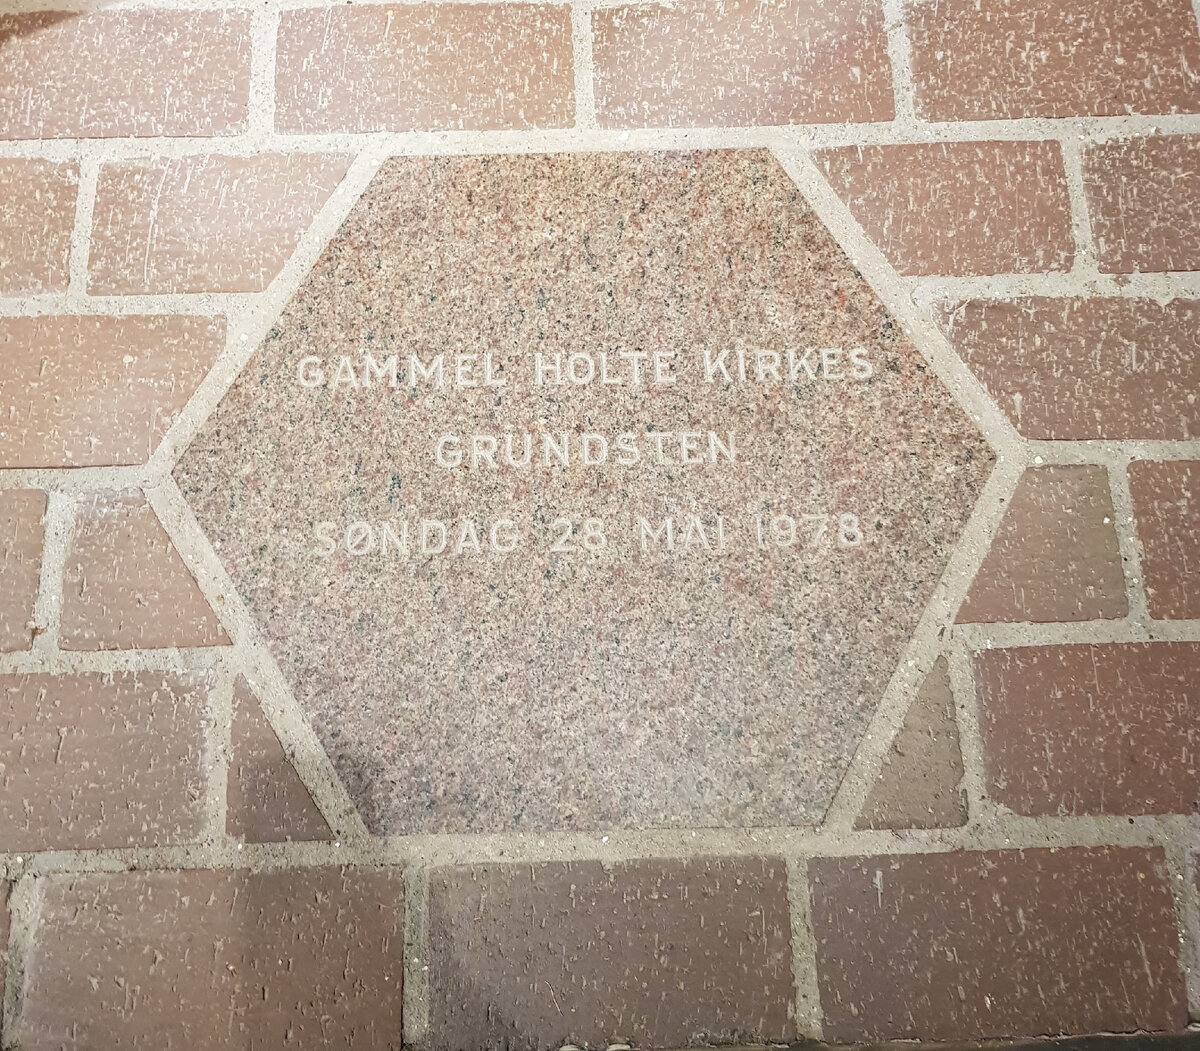 GAMMEL HOLTE KIRKES
GRUNDSTEN
SØNDAG 28 MAI 1978